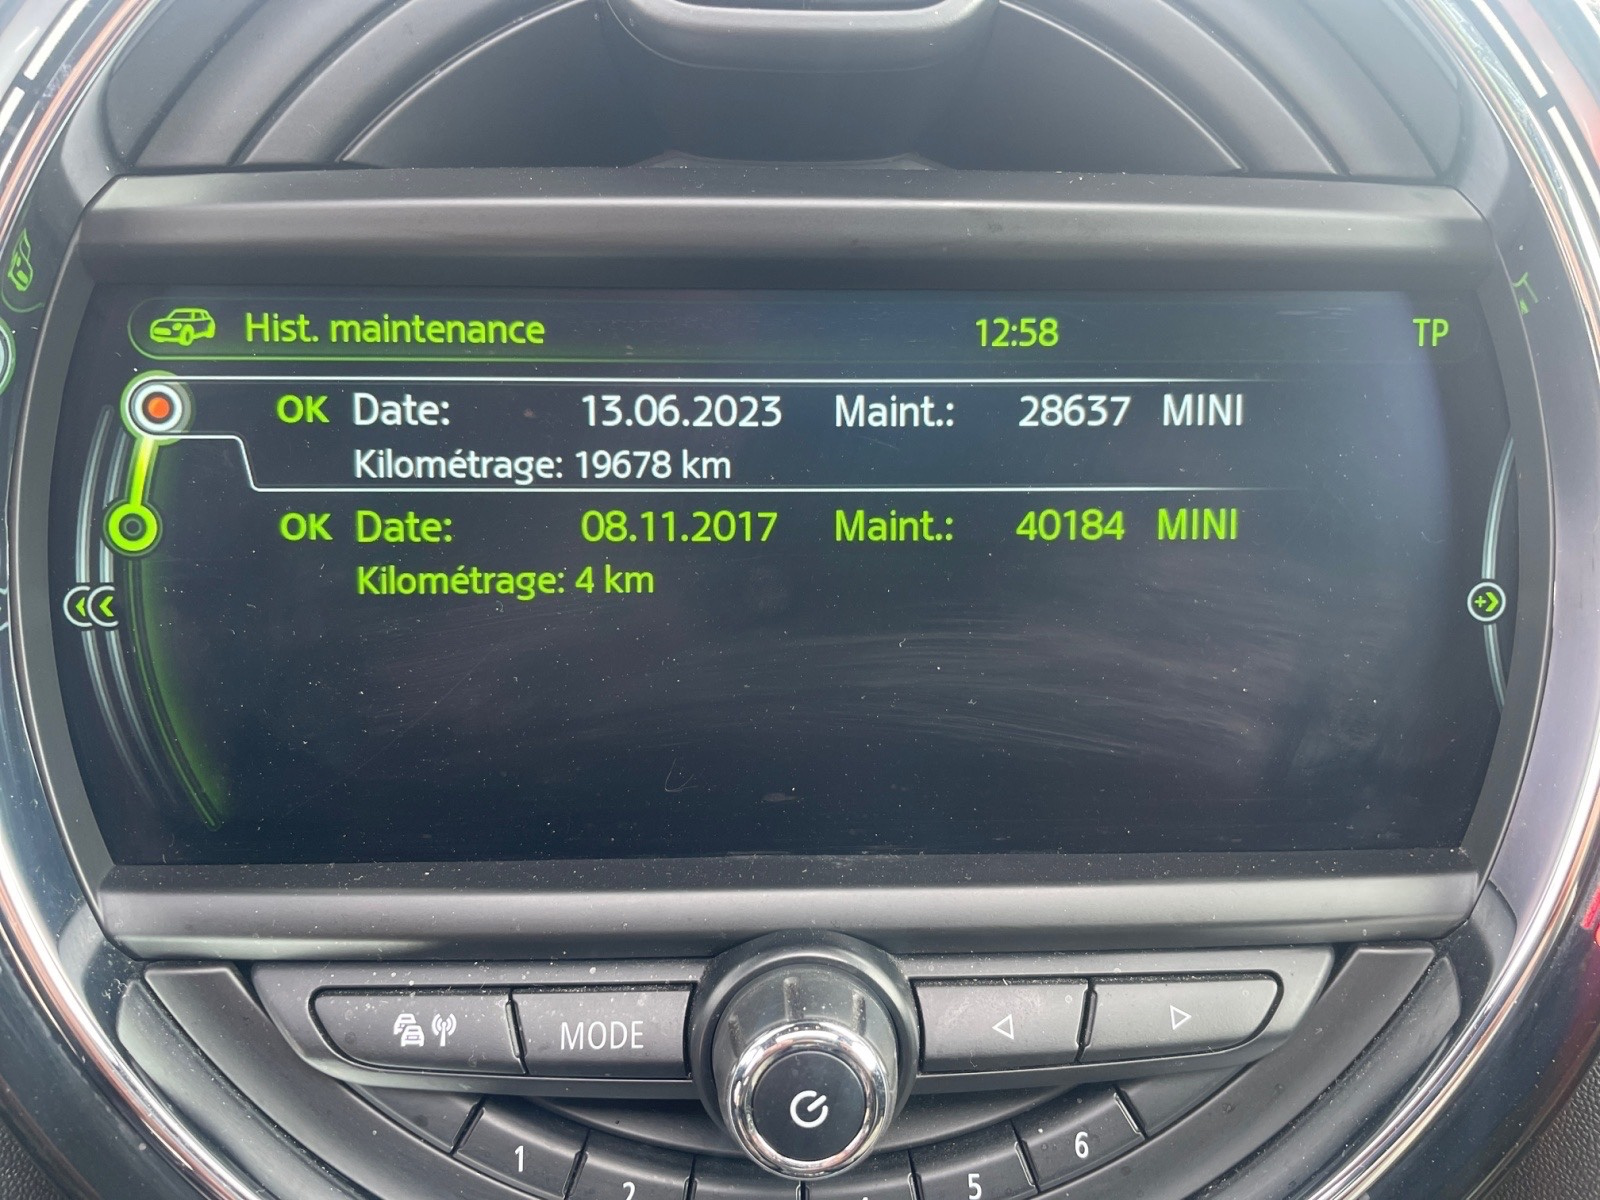 Hist. maintenance 12:58 TP
OK Date: 13.06.2023 Maint.: 28637 MINI
Kilométrage: 19678 km
OK Date: 08.11.2017 Maint.: 40184 MINI
Kilométrage: 4 km
MODE
1
2
5
6